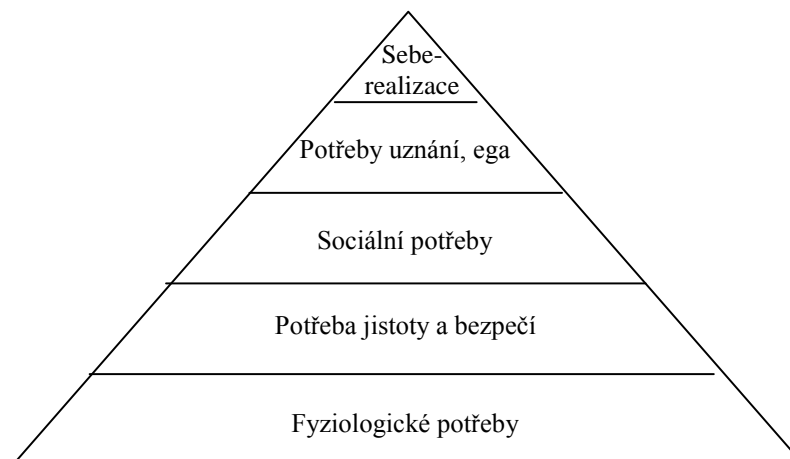 Sebe-
realizace
Potřeby uznání, ega
Sociální potřeby
Potřeba jistoty a bezpečí
Fyziologické potřeby